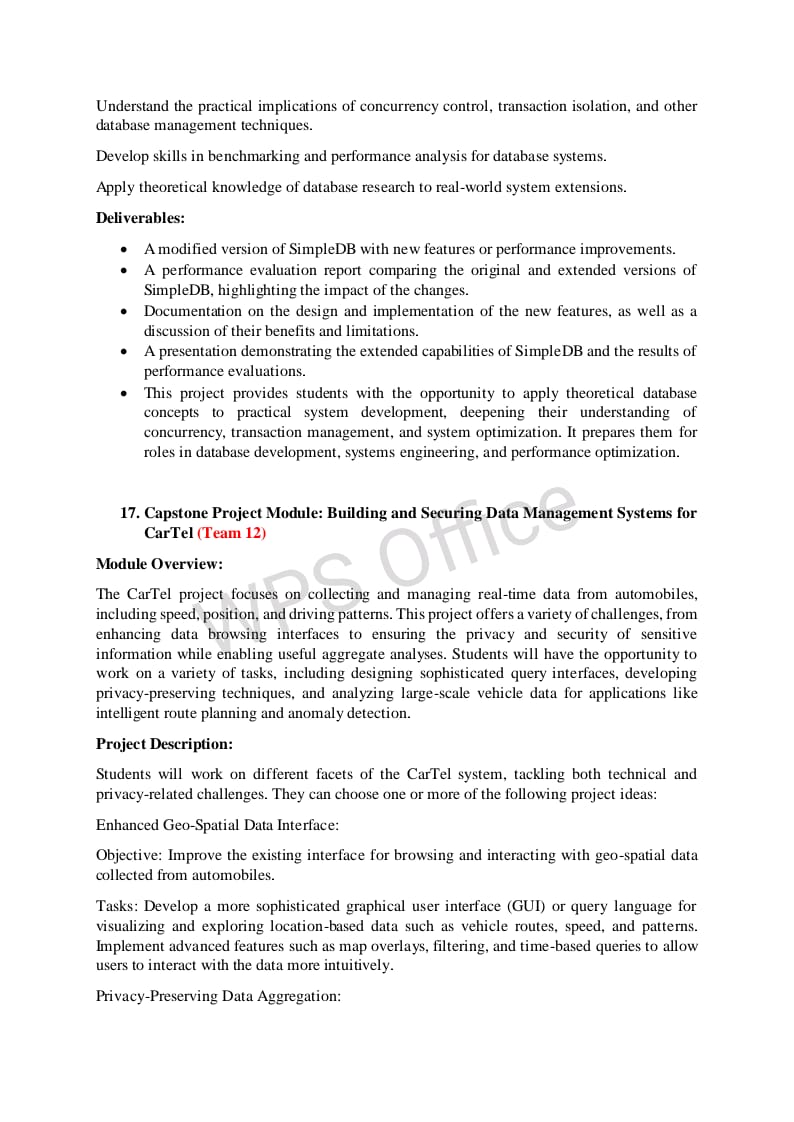 Understand the practical implications of concurrency control, transaction isolation, and other
database management techniques.
Develop skills in benchmarking and performance analysis for database systems.
Apply theoretical knowledge of database research to real-world system extensions.
Deliverables:
• A modified version of SimpleDB with new features or performance improvements.
• A performance evaluation report comparing the original and extended versions of
SimpleDB, highlighting the impact of the changes.
• Documentation on the design and implementation of the new features, as well as a
discussion of their benefits and limitations.
• A presentation demonstrating the extended capabilities of SimpleDB and the results of
performance evaluations.
• This project provides students with the opportunity to apply theoretical database
concepts to practical system development, deepening their understanding of
concurrency, transaction management, and system optimization. It prepares them for
roles in database development, systems engineering, and performance optimization.
17. Capstone Project Module: Building and Securing Data Management Systems for
CarTel (Team 12)
Module Overview:
The CarTel project focuses on collecting and managing real-time data from automobiles,
including speed, position, and driving patterns. This project offers a variety of challenges, from
enhancing data browsing interfaces to ensuring the privacy and security of sensitive
information while enabling useful aggregate analyses. Students will have the opportunity to
work on a variety of tasks, including designing sophisticated query interfaces, developing
privacy-preserving techniques, and analyzing large-scale vehicle data for applications like
intelligent route planning and anomaly detection.
Project Description:
Students will work on different facets of the CarTel system, tackling both technical and
privacy-related challenges. They can choose one or more of the following project ideas:
Enhanced Geo-Spatial Data Interface:
Objective: Improve the existing interface for browsing and interacting with geo-spatial data
collected from automobiles.
Tasks: Develop a more sophisticated graphical user interface (GUI) or query language for
visualizing and exploring location-based data such as vehicle routes, speed, and patterns.
Implement advanced features such as map overlays, filtering, and time-based queries to allow
users to interact with the data more intuitively.
Privacy-Preserving Data Aggregation:
WPS Office